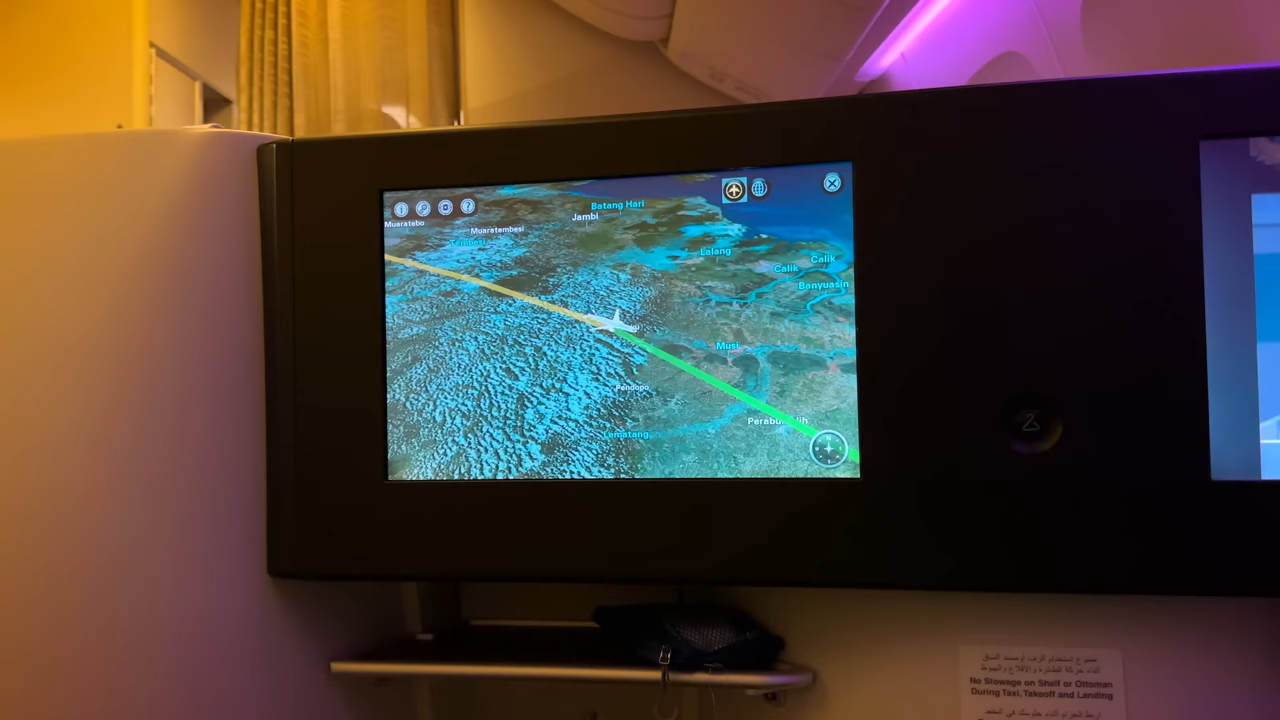 Batang Hari
Jambi
Muaratebo
Muaratembesi
Tembesi
Lalang
Calik
Calik
Banyuasin
Musi
Pendopo
Lematang
No Stowage on Shelf or Ottoman
During Taxi, Takeoff and Landing